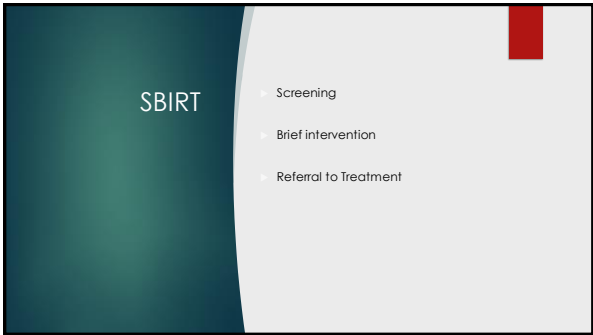 SBIRT
Screening
Brief intervention
Referral to Treatment